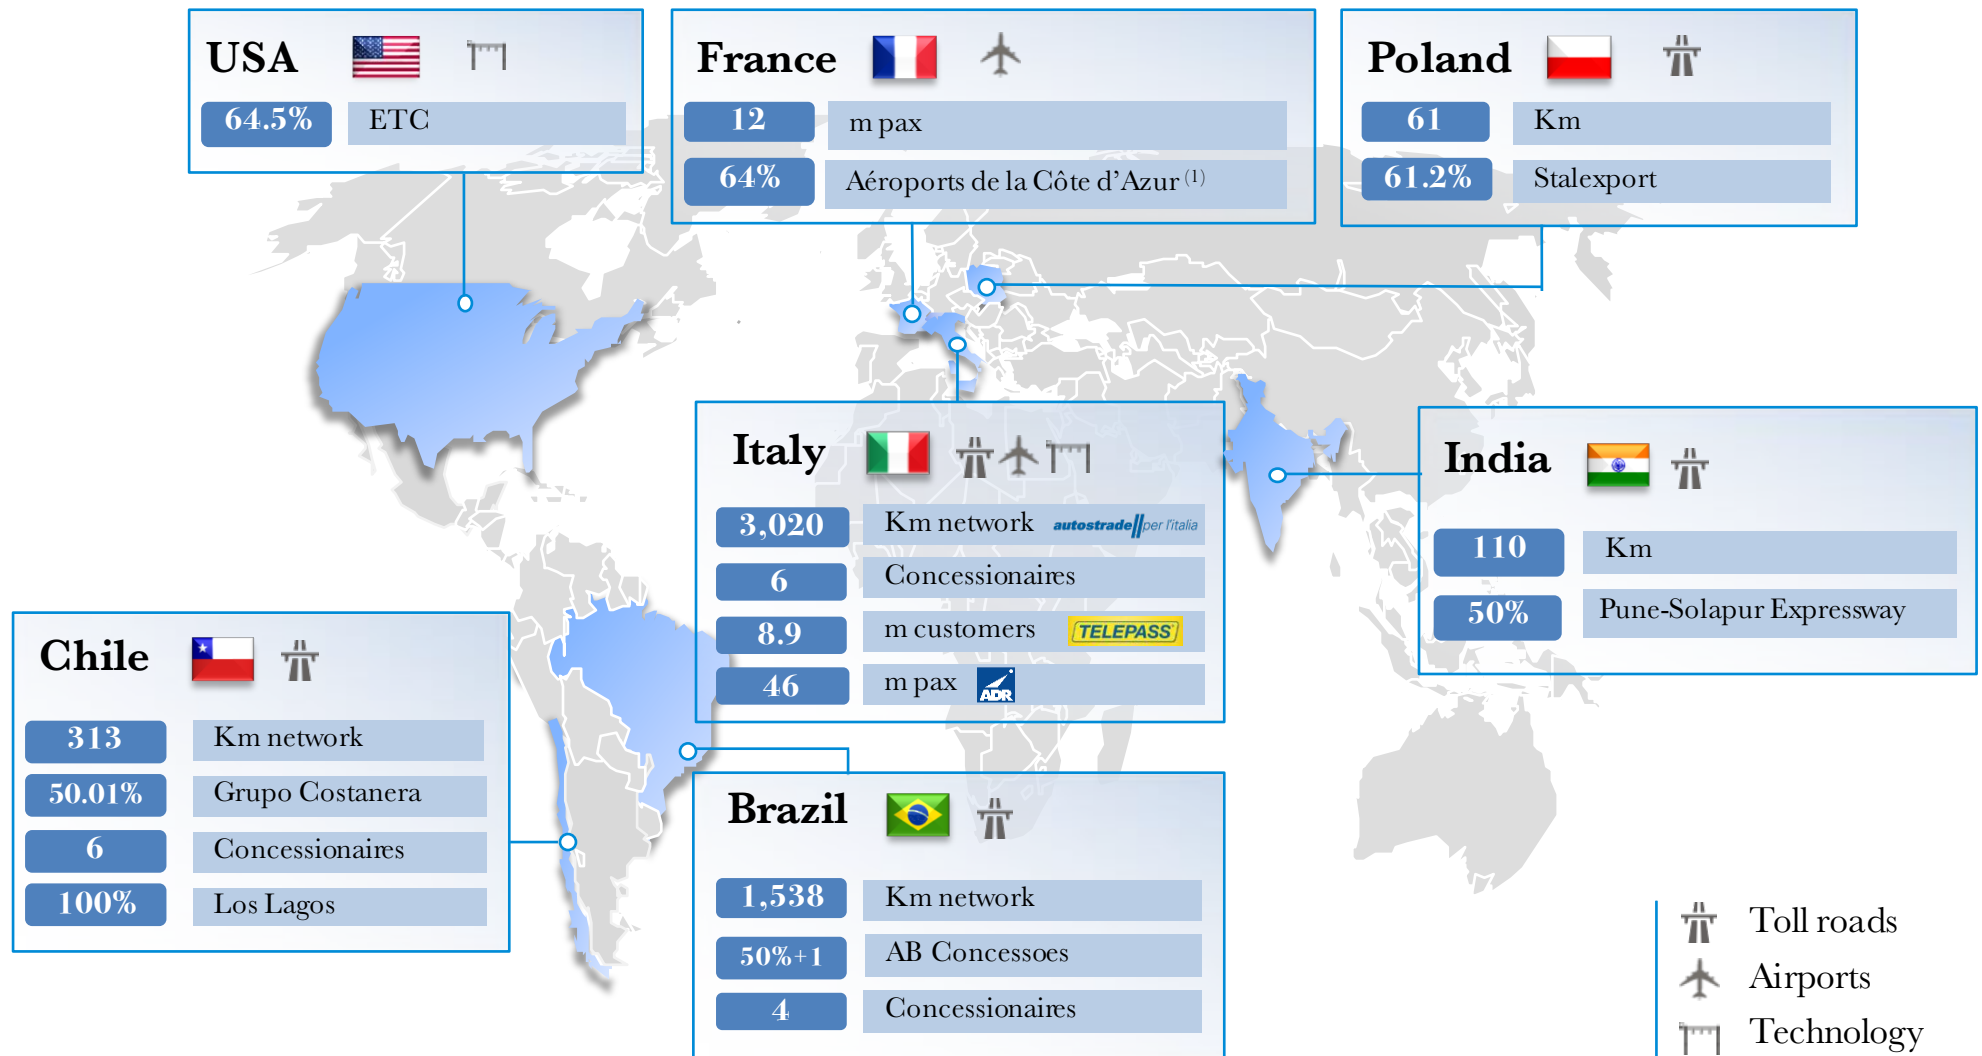 USA
64.5% ETC
France
12 m pax
64% Aéroports de la Côte d'Azur (1)
Poland
61 Km
61.2% Stalexport
Italy
3,020 Km network autostrade//per l'italia
6 Concessionaires
8.9 m customers TELEPASS
46 m pax ADR
India
110 Km
50% Pune-Solapur Expressway
Chile
313 Km network
50.01% Grupo Costanera
6 Concessionaires
100% Los Lagos
Brazil
1,538 Km network
50%+1 AB Concessoes
4 Concessionaires
Toll roads
Airports
Technology